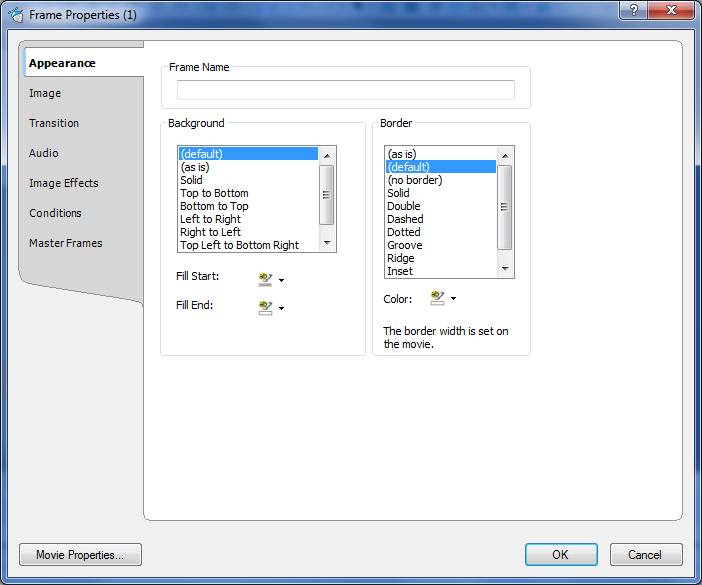 Frame Properties (1)
?
Appearance
Image
Transition
Audio
Image Effects
Conditions
Master Frames
Frame Name
Background
(default)
(as is)
Solid
Top to Bottom
Bottom to Top
Left to Right
Right to Left
Top Left to Bottom Right
Fill Start:
Fill End:
Border
(as is)
(default)
(no border)
Solid
Double
Dashed
Dotted
Groove
Ridge
Inset
Color:
The border width is set on
the movie.
Movie Properties...
OK
Cancel